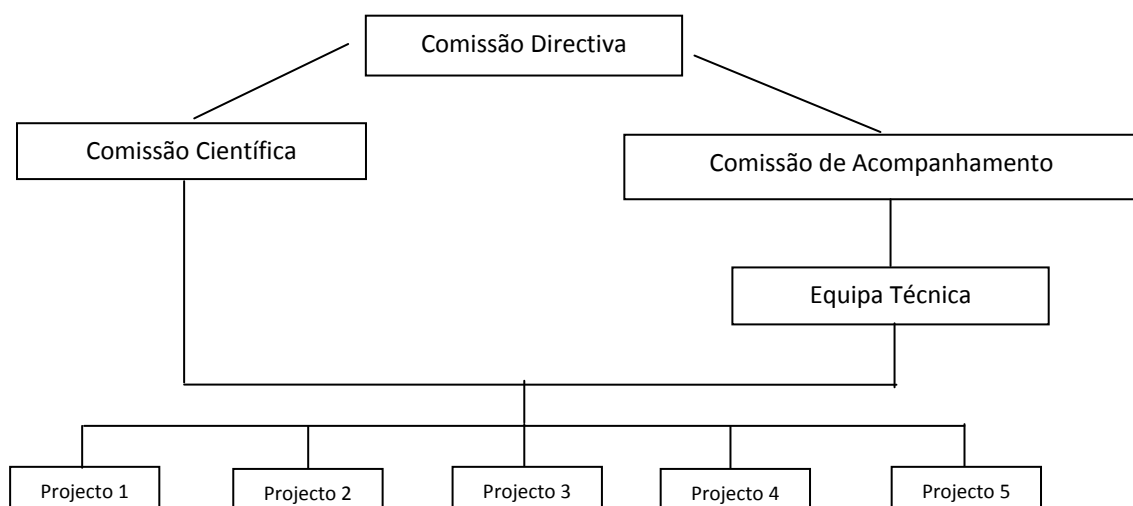 Comissão Directiva
Comissão Científica
Comissão de Acompanhamento
Equipa Técnica
Projecto 1
Projecto 2
Projecto 3
Projecto 4
Projecto 5